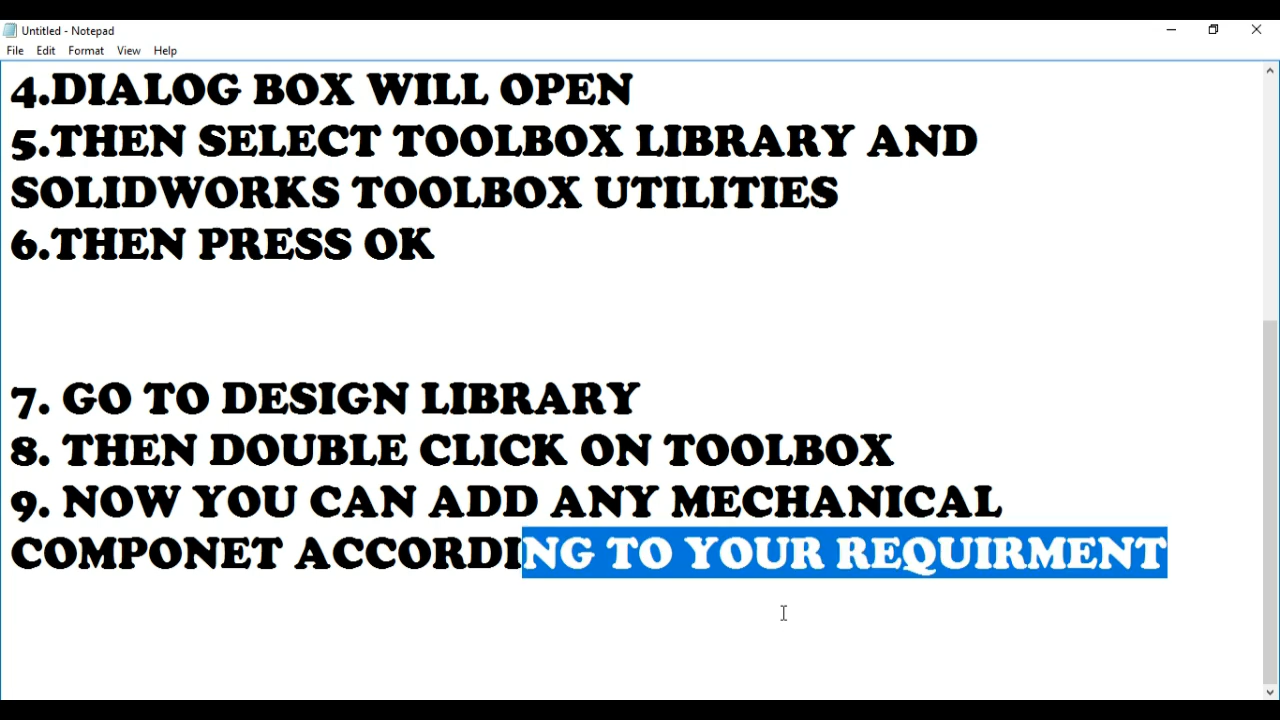 Untitled - Notepad
File Edit Format View Help
4.DIALOG BOX WILL OPEN
5.THEN SELECT TOOLBOX LIBRARY AND
SOLIDWORKS TOOLBOX UTILITIES
6.THEN PRESS OK
7. GO TO DESIGN LIBRARY
8. THEN DOUBLE CLICK ON TOOLBOX
9. NOW YOU CAN ADD ANY MECHANICAL
COMPONET ACCORDING TO YOUR REQUIRMENT